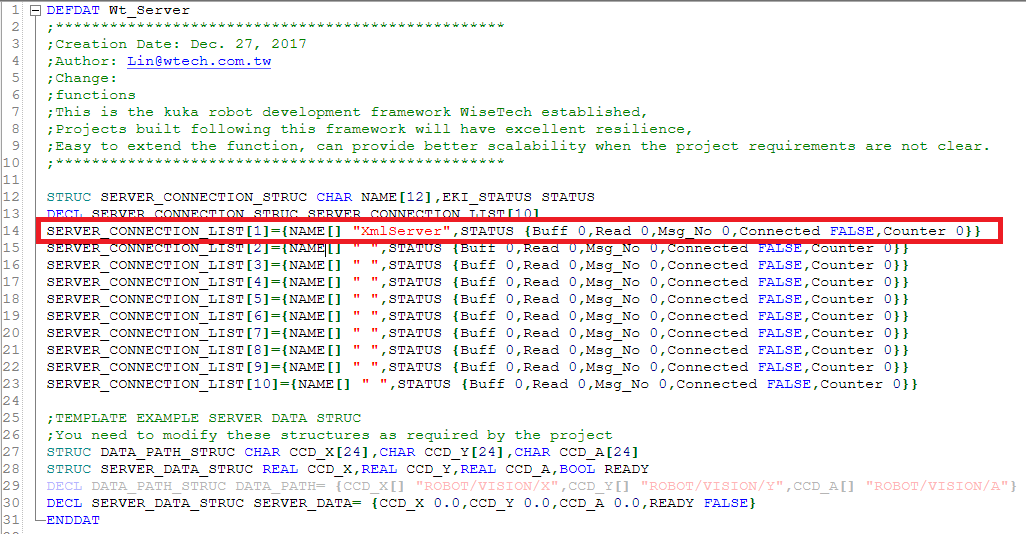 1 DEFDAT Wt_Server
2 ;**************************************************
3 ;Creation Date: Dec. 27, 2017
4 ;Author: Lin@wtech.com.tw
5 ;Change:
6 ;functions
7 ;This is the kuka robot development framework WiseTech established,
8 ;Projects built following this framework will have excellent resilience,
9 ;Easy to extend the function, can provide better scalability when the project requirements are not clear.
10 ;**************************************************
11
12 STRUC SERVER_CONNECTION_STRUC CHAR NAME[12],EKI_STATUS STATUS
13 DECL SERVER_CONNECTION_STRUC SERVER_CONNECTION_LIST[10]
14 SERVER_CONNECTION_LIST[1]={NAME[] "XmlServer",STATUS {Buff 0,Read 0,Msg_No 0,Connected FALSE,Counter 0}}
15 SERVER_CONNECTION_LIST[2]={NAME[] " ",STATUS {Buff 0,Read 0,Msg_No 0,Connected FALSE,Counter 0}}
16 SERVER_CONNECTION_LIST[3]={NAME[] " ",STATUS {Buff 0,Read 0,Msg_No 0,Connected FALSE,Counter 0}}
17 SERVER_CONNECTION_LIST[4]={NAME[] " ",STATUS {Buff 0,Read 0,Msg_No 0,Connected FALSE,Counter 0}}
18 SERVER_CONNECTION_LIST[5]={NAME[] " ",STATUS {Buff 0,Read 0,Msg_No 0,Connected FALSE,Counter 0}}
19 SERVER_CONNECTION_LIST[6]={NAME[] " ",STATUS {Buff 0,Read 0,Msg_No 0,Connected FALSE,Counter 0}}
20 SERVER_CONNECTION_LIST[7]={NAME[] " ",STATUS {Buff 0,Read 0,Msg_No 0,Connected FALSE,Counter 0}}
21 SERVER_CONNECTION_LIST[8]={NAME[] " ",STATUS {Buff 0,Read 0,Msg_No 0,Connected FALSE,Counter 0}}
22 SERVER_CONNECTION_LIST[9]={NAME[] " ",STATUS {Buff 0,Read 0,Msg_No 0,Connected FALSE,Counter 0}}
23 SERVER_CONNECTION_LIST[10]={NAME[] " ",STATUS {Buff 0,Read 0,Msg_No 0,Connected FALSE,Counter 0}}
24
25 ;TEMPLATE EXAMPLE SERVER DATA STRUC
26 ;You need to modify these structures as required by the project
27 STRUC DATA_PATH_STRUC CHAR CCD_X[24],CHAR CCD_Y[24],CHAR CCD_A[24]
28 STRUC SERVER_DATA_STRUC REAL CCD_X,REAL CCD_Y,REAL CCD_A,BOOL READY
29 DECL DATA_PATH_STRUC DATA_PATH= {CCD_X[] "ROBOT/VISION/X",CCD_Y[] "ROBOT/VISION/Y",CCD_A[] "ROBOT/VISION/A"}
30 DECL SERVER_DATA_STRUC SERVER_DATA= {CCD_X 0.0,CCD_Y 0.0,CCD_A 0.0,READY FALSE}
31 ENDDAT